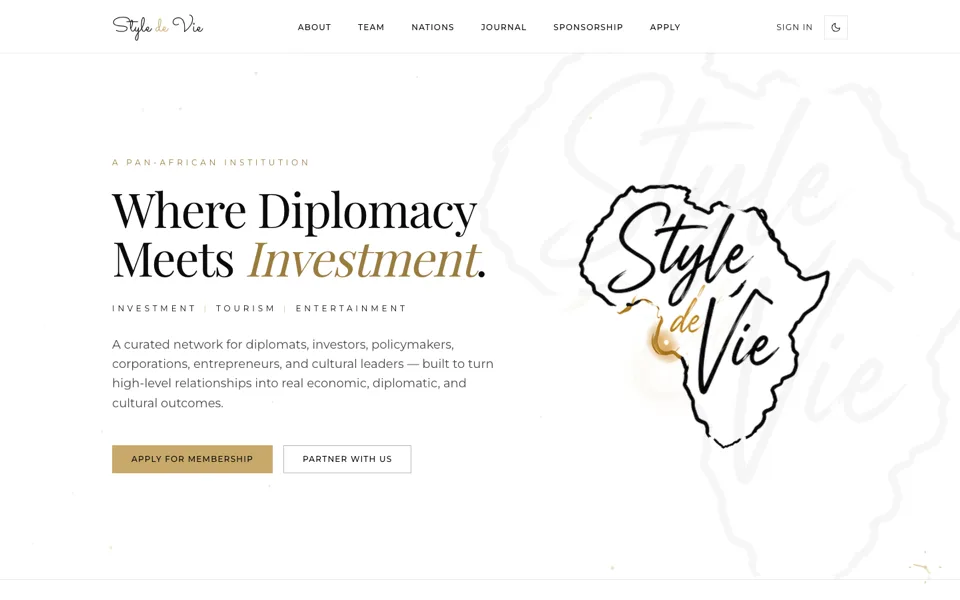 Style de Vie
ABOUT TEAM NATIONS JOURNAL SPONSORSHIP APPLY
SIGN IN
A PAN-AFRICAN INSTITUTION
Where Diplomacy
Meets Investment.
INVESTMENT | TOURISM | ENTERTAINMENT
A curated network for diplomats, investors, policymakers,
corporations, entrepreneurs, and cultural leaders — built to turn
high-level relationships into real economic, diplomatic, and
cultural outcomes.
APPLY FOR MEMBERSHIP
PARTNER WITH US
Style
de
Vie
Style
Vie